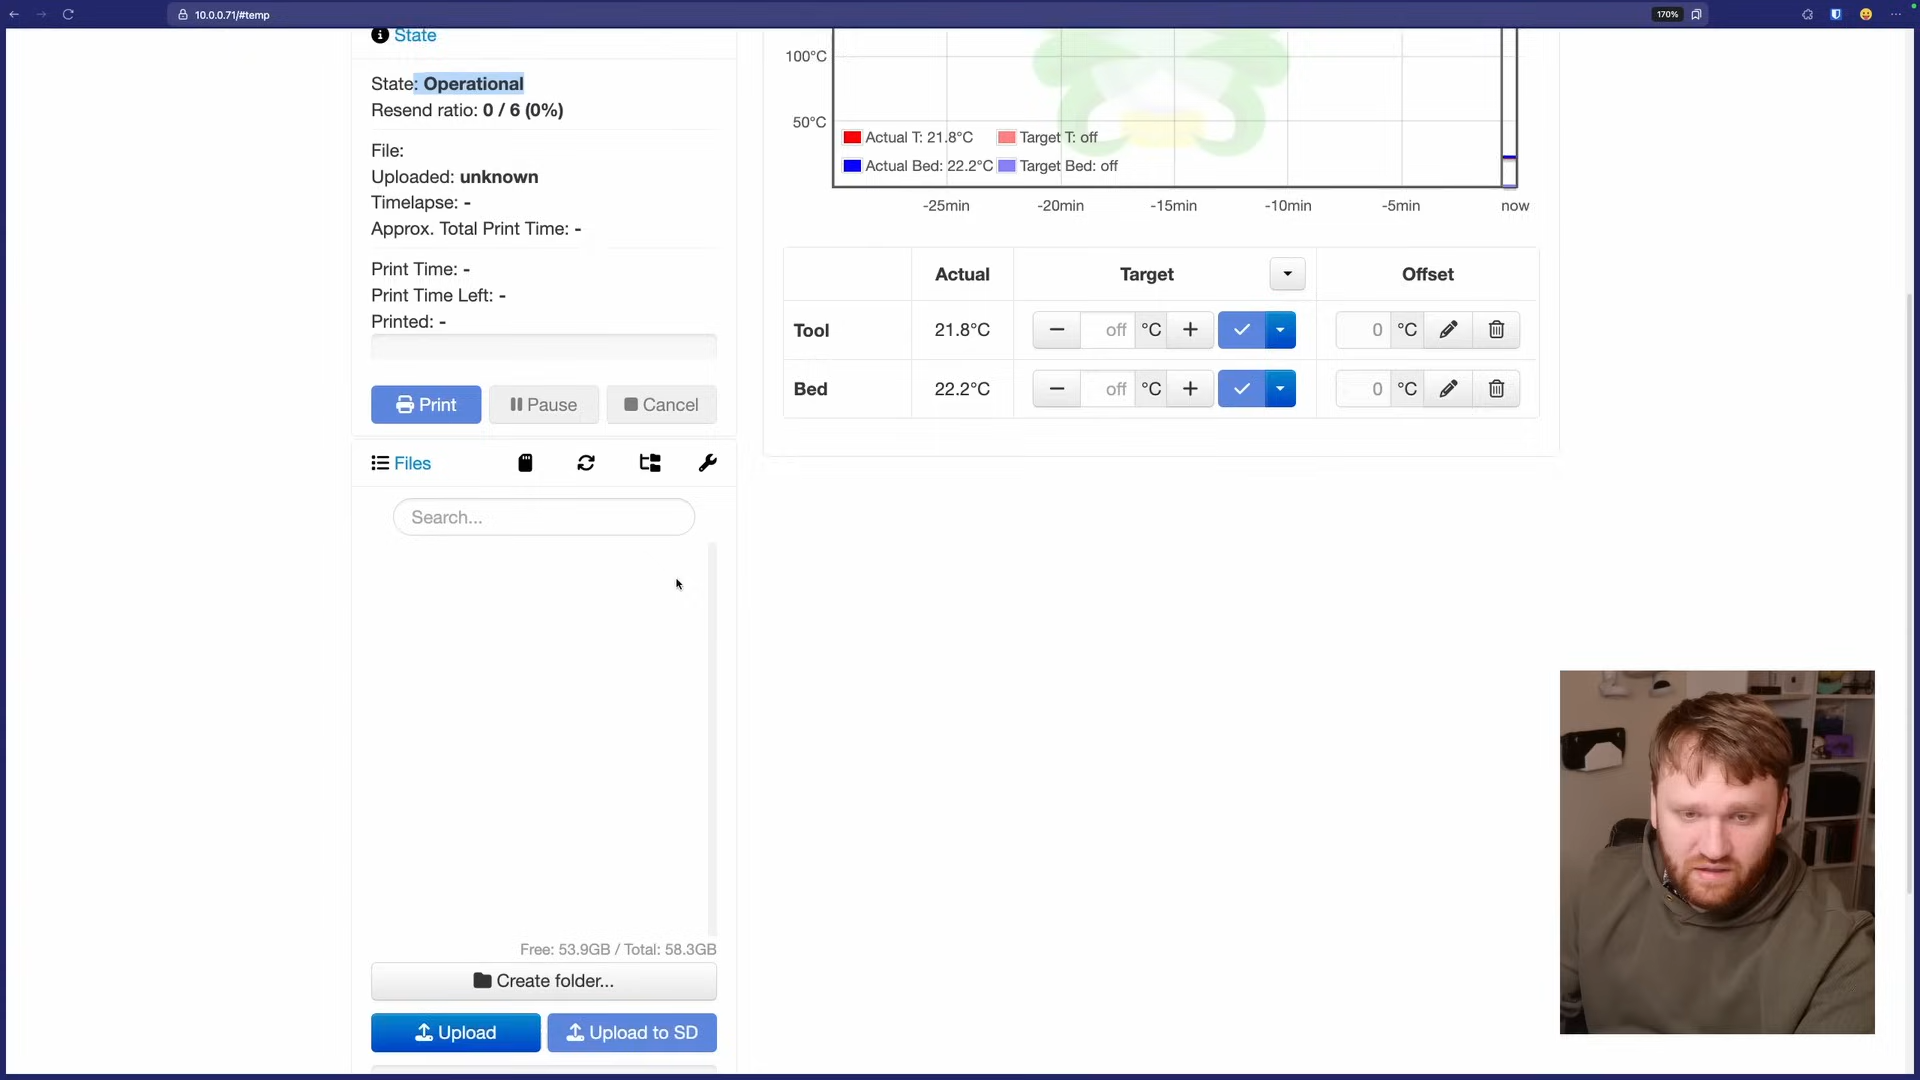 10.0.0.71/#temp
170%
State
State: Operational
Resend ratio: 0 / 6 (0%)
File:
Uploaded: unknown
Timelapse: -
Approx. Total Print Time: -
Print Time: -
Print Time Left: -
Printed: -
Print
Pause
Cancel
Files
Search...
Free: 53.9GB / Total: 58.3GB
Create folder...
Upload
Upload to SD
100°C
50°C
Actual T: 21.8°C
Target T: off
Actual Bed: 22.2°C
Target Bed: off
-25min
-20min
-15min
-10min
-5min
now
Actual
Target
Offset
Tool
21.8°C
off
°C
0
°C
Bed
22.2°C
off
°C
0
°C